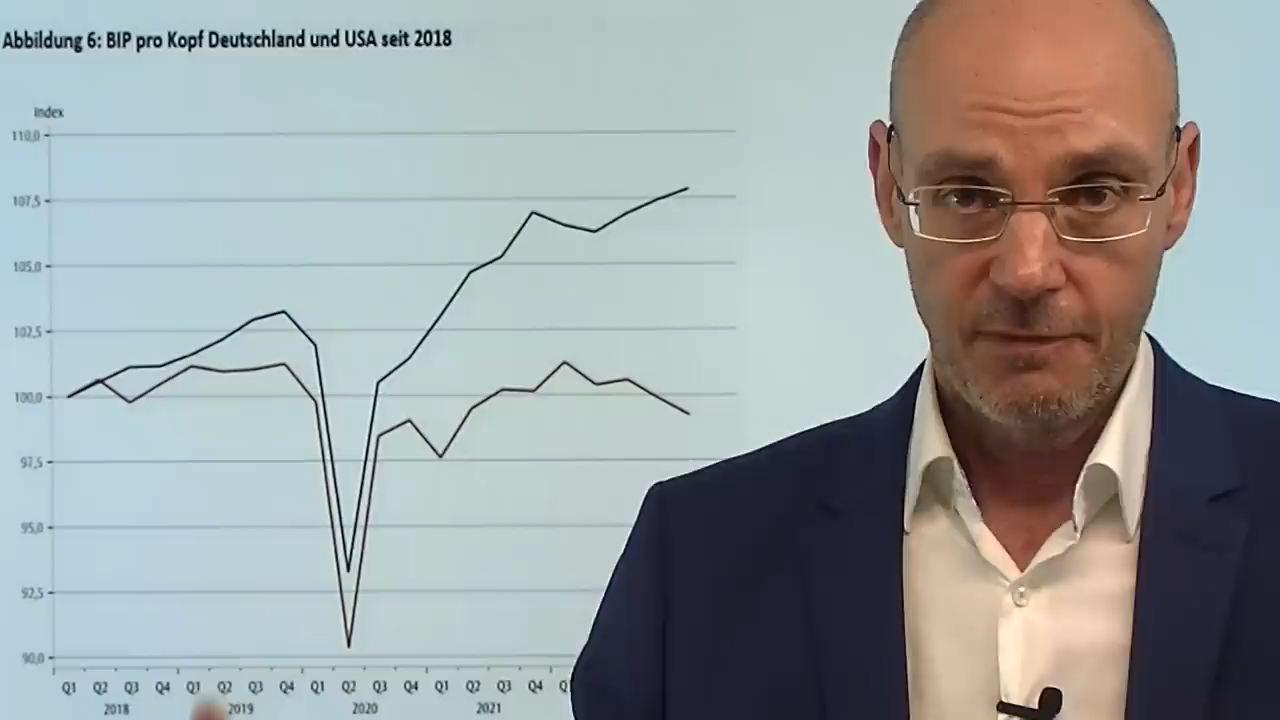 Abbildung 6: BIP pro Kopf Deutschland und USA seit 2018
Index
110,0
107,5
105,0
102,5
100,0
97,5
95,0
92,5
90,0
Q1 Q2 Q3 Q4 Q1 Q2 Q3 Q4 Q1 Q2 Q3 Q4 Q1 Q2 Q3 Q4
2018 2019 2020 2021